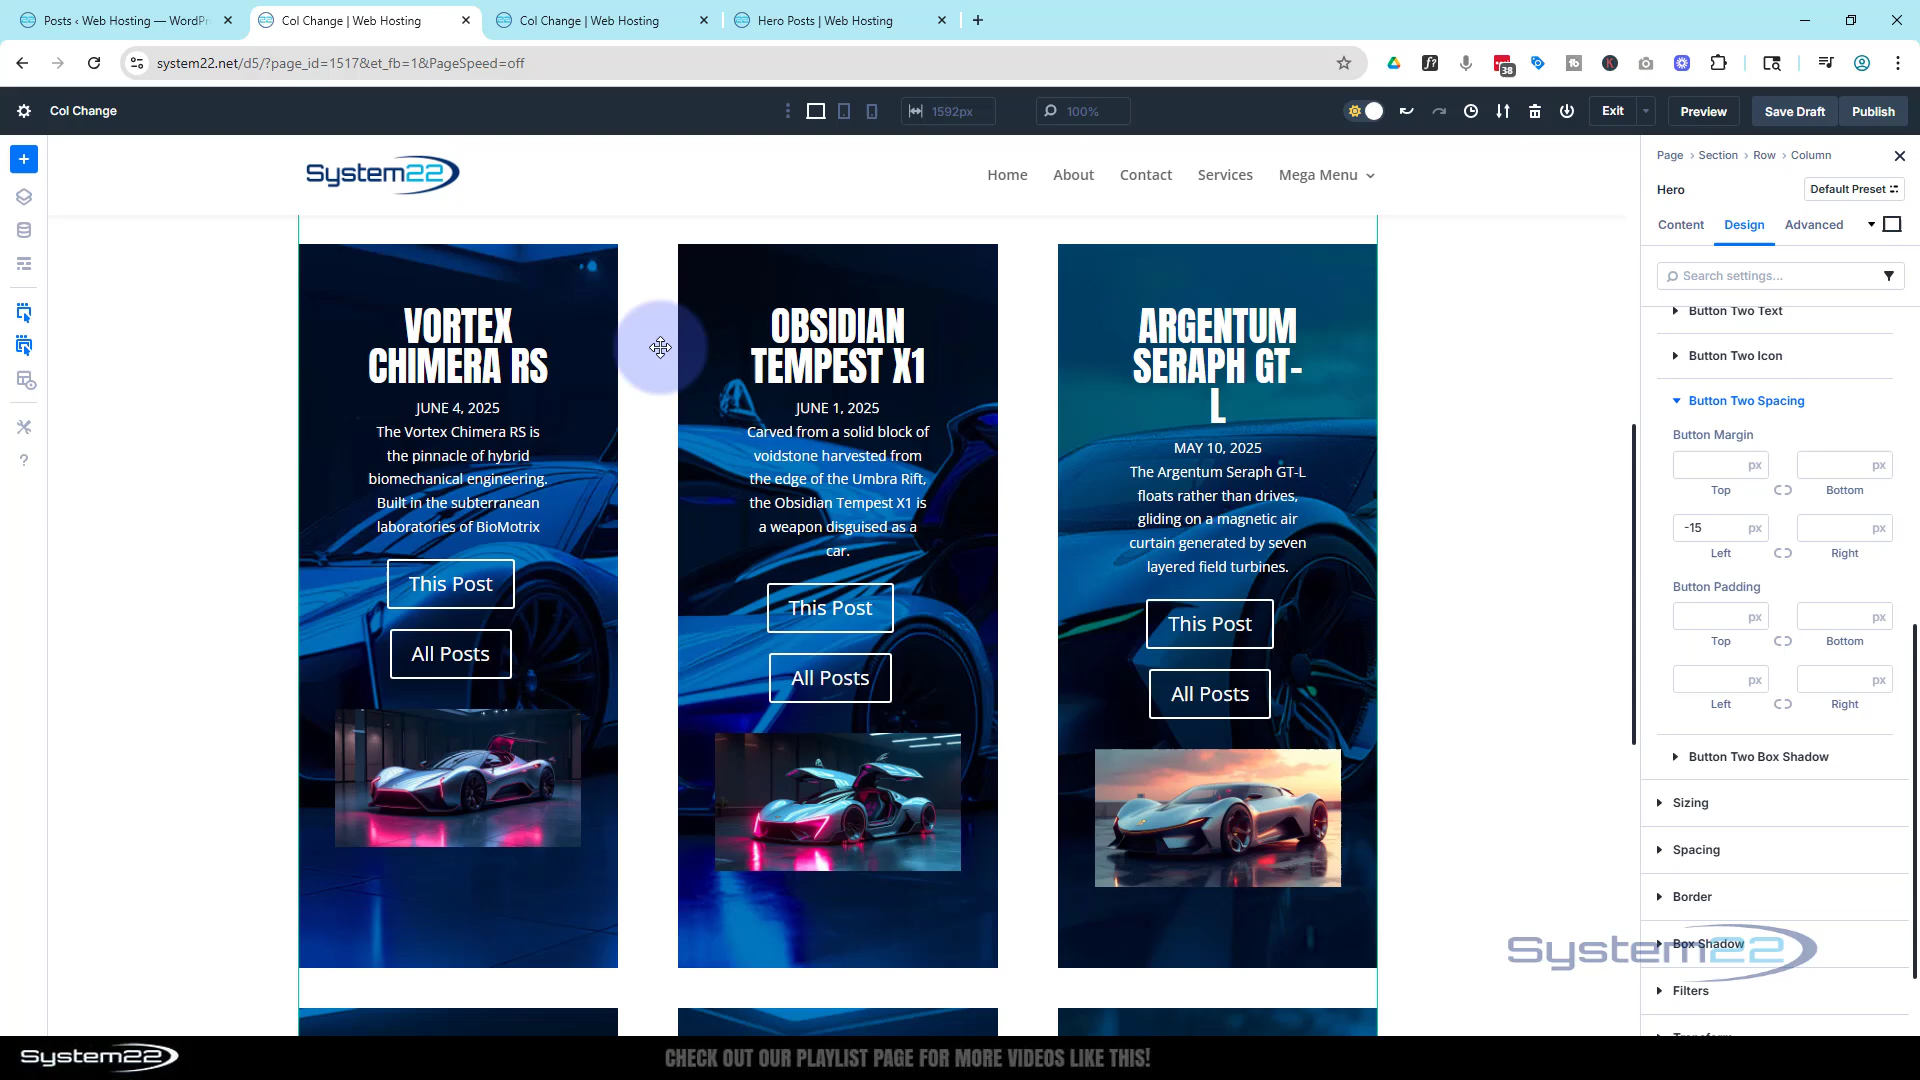 Posts ‹ Web Hosting — WordPr
Col Change | Web Hosting
Col Change | Web Hosting
Hero Posts | Web Hosting
system22.net/d5/?page_id=1517&et_fb=1&PageSpeed=off
38
Col Change
1592px
100%
Exit
Preview
Save Draft
Publish
System22
Home
About
Contact
Services
Mega Menu
Page
Section
Row
Column
Hero
Default Preset
Content
Design
Advanced
Search settings...
Button Two Text
Button Two Icon
Button Two Spacing
Button Margin
px
px
Top
Bottom
-15
px
px
Left
Right
Button Padding
px
px
Top
Bottom
px
px
Left
Right
Button Two Box Shadow
Sizing
Spacing
Border
Box Shadow
Filters
Transform
VORTEX
CHIMERA RS
JUNE 4, 2025
The Vortex Chimera RS is
the pinnacle of hybrid
biomechanical engineering.
Built in the subterranean
laboratories of BioMotrix
This Post
All Posts
OBSIDIAN
TEMPEST X1
JUNE 1, 2025
Carved from a solid block of
voidstone harvested from
the edge of the Umbra Rift,
the Obsidian Tempest X1 is
a weapon disguised as a
car.
This Post
All Posts
ARGENTUM
SERAPH GT-
L
MAY 10, 2025
The Argentum Seraph GT-L
floats rather than drives,
gliding on a magnetic air
curtain generated by seven
layered field turbines.
This Post
All Posts
System22
System22
CHECK OUT OUR PLAYLIST PAGE FOR MORE VIDEOS LIKE THIS!